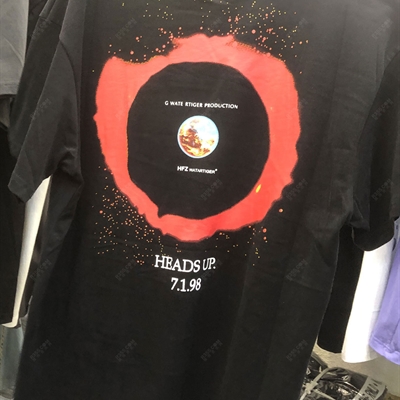 G WATE RTIGER PRODUCTION
HFZ WATARTIGER
HEADS UP.
7.1.98